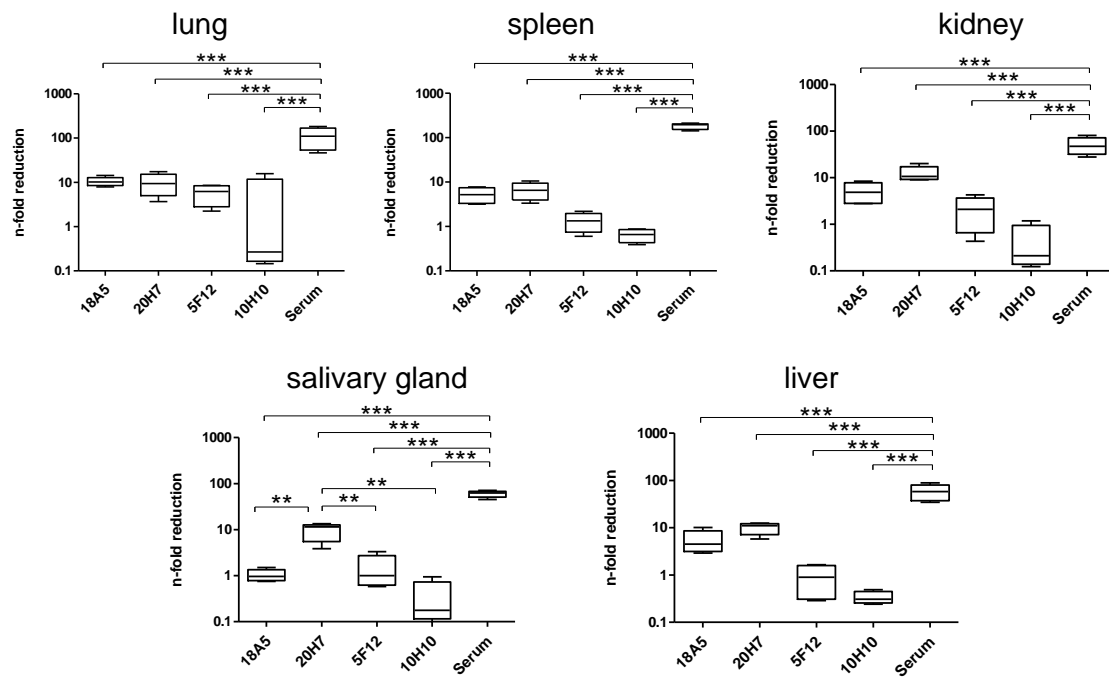 lung
***
***
***
***
1000
100
10
1
0.1
n-fold reduction
18A5
20H7
5F12
10H10
Serum
spleen
***
***
***
***
1000
100
10
1
0.1
n-fold reduction
18A5
20H7
5F12
10H10
Serum
kidney
***
***
***
***
1000
100
10
1
0.1
n-fold reduction
18A5
20H7
5F12
10H10
Serum
salivary gland
***
***
***
***
**
**
**
1000
100
10
1
0.1
n-fold reduction
18A5
20H7
5F12
10H10
Serum
liver
***
***
***
***
1000
100
10
1
0.1
n-fold reduction
18A5
20H7
5F12
10H10
Serum